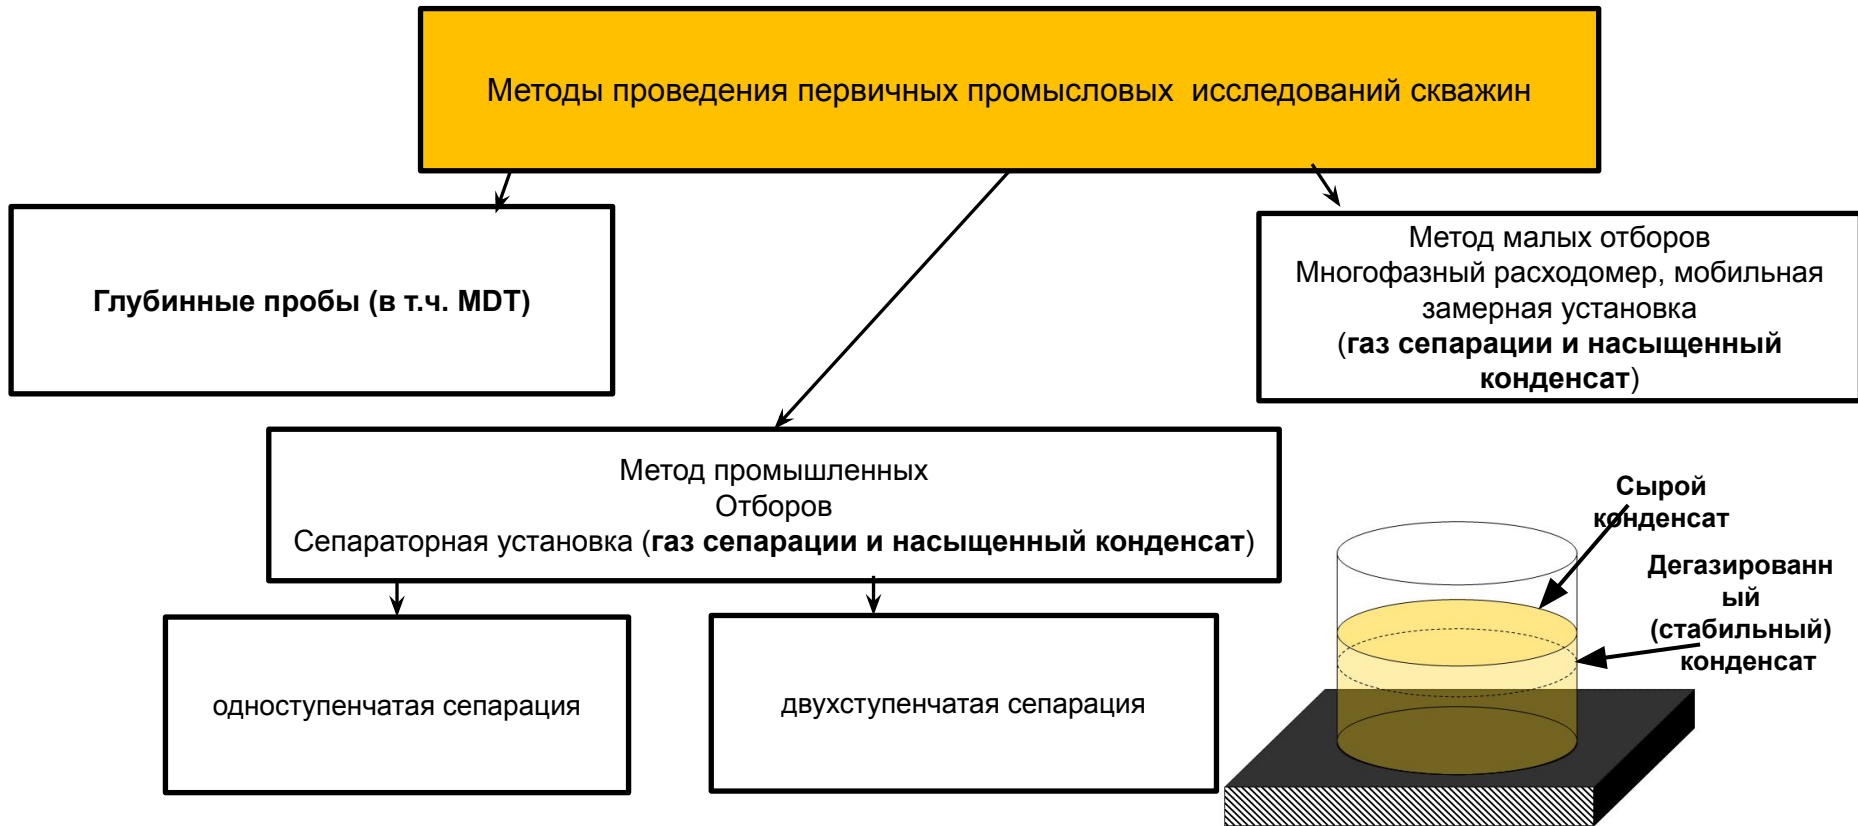 Методы проведения первичных промысловых исследований скважин
Глубинные пробы (в т.ч. MDT)
Метод малых отборов
Многофазный расходомер, мобильная
замерная установка
(газ сепарации и насыщенный
конденсат)
Метод промышленных
Отборов
Сепараторная установка (газ сепарации и насыщенный конденсат)
одноступенчатая сепарация
двухступенчатая сепарация
Сырой
конденсат
Дегазированн
ый
(стабильный)
конденсат